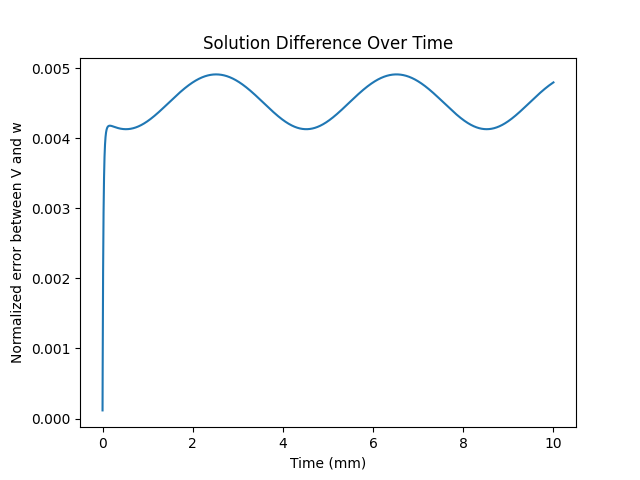 Solution Difference Over Time
Normalized error between V and w
0.005
0.004
0.003
0.002
0.001
0.000
0 2 4 6 8 10
Time (mm)